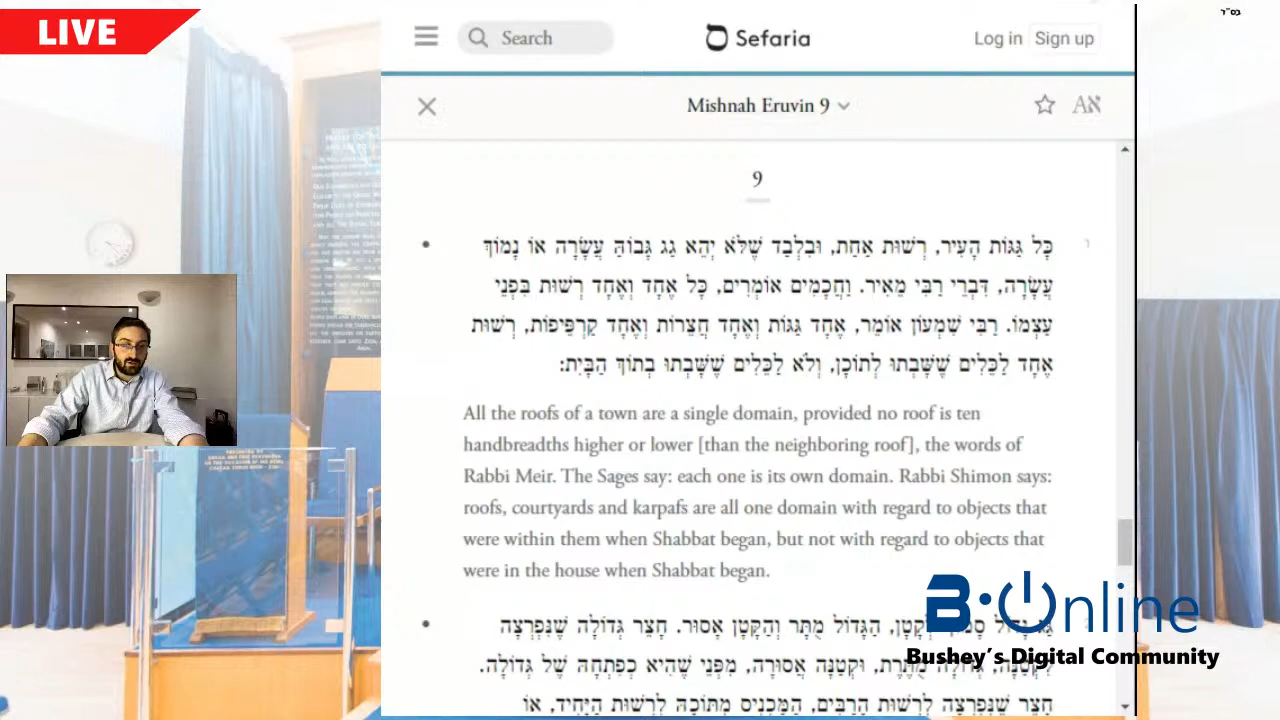 LIVE
בס"ד
Search
Sefaria
Log in Sign up
Mishnah Eruvin 9
9
כָּל גַּגּוֹת הָעִיר, רְשׁוּת אַחַת, וּבִלְבַד שֶׁלֹּא יְהֵא גַג גָּבוֹהַּ עֲשָׂרָה אוֹ נָמוֹךְ
עֲשָׂרָה, דִּבְרֵי רַבִּי מֵאִיר. וַחֲכָמִים אוֹמְרִים, כָּל אֶחָד וְאֶחָד רְשׁוּת בִּפְנֵי
עַצְמוֹ. רַבִּי שִׁמְעוֹן אוֹמֵר, אֶחָד גַּגּוֹת וְאֶחָד חֲצֵרוֹת וְאֶחָד קַרְפֵּיפוֹת, רְשׁוּת
אֶחָד לַכֵּלִים שֶׁשָּׁבְתוּ לְתוֹכָן, וְלֹא לַכֵּלִים שֶׁשָּׁבְתוּ בְתוֹךְ הַבָּיִת:
All the roofs of a town are a single domain, provided no roof is ten
handbreadths higher or lower [than the neighboring roof], the words of
Rabbi Meir. The Sages say: each one is its own domain. Rabbi Shimon says:
roofs, courtyards and karpafs are all one domain with regard to objects that
were within them when Shabbat began, but not with regard to objects that
were in the house when Shabbat began.
הַגָּדוֹל מֻתָּר וְהַקָּטָן אָסוּר. חָצֵר גְּדוֹלָה שֶׁנִּפְרְצָה
וּקְטַנָּה אֲסוּרָה, מִפְּנֵי שֶׁהִיא כְפִתְחָהּ שֶׁל גְּדוֹלָה.
חָצֵר שֶׁנִּפְרְצָה לִרְשׁוּת הָרַבִּים, הַמַּכְנִיס מִתּוֹכָהּ לִרְשׁוּת הַיָּחִיד, אוֹ
B·Online
Bushey's Digital Community